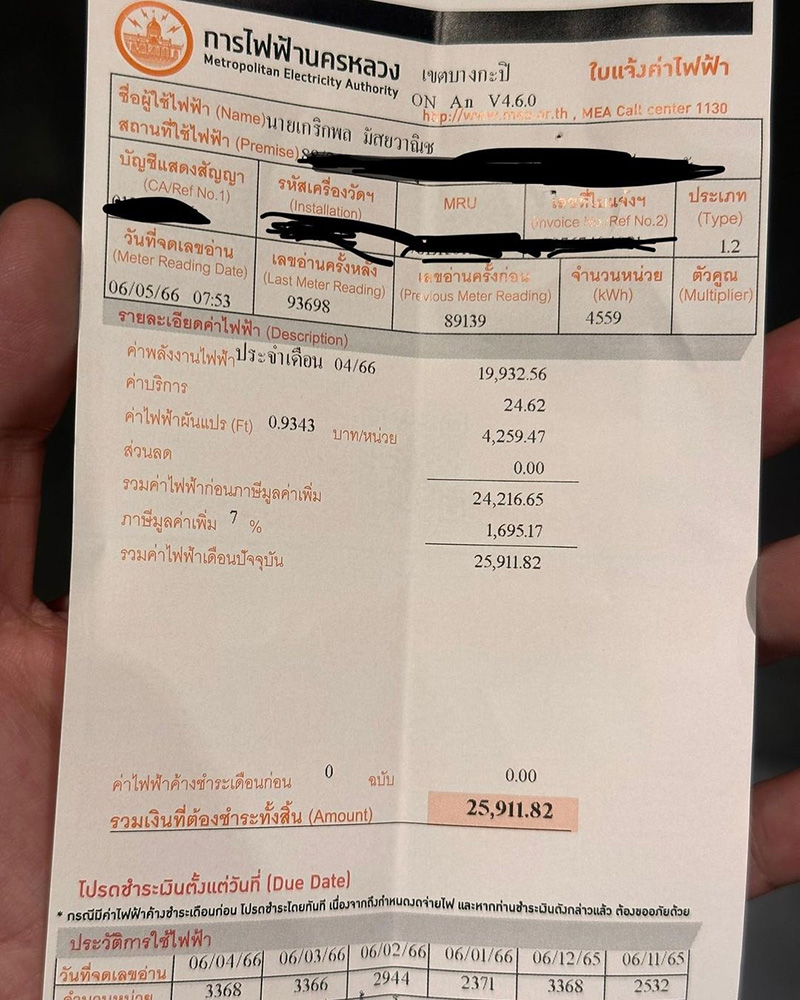 การไฟฟ้านครหลวง
Metropolitan Electricity Authority
เขตบางกะปิ
ใบแจ้งค่าไฟฟ้า
ON An V4.6.0
, MEA Call center 1130
ชื่อผู้ใช้ไฟฟ้า (Name) นายเกริกพล มัสยวาณิช
สถานที่ใช้ไฟฟ้า (Premise)
บัญชีแสดงสัญญา รหัสเครื่องวัดฯ MRU เลขที่ใบแจ้งฯ ประเภท
(CA/Ref No.1) (Installation) (Invoice No./Ref No.2) (Type)
1.2
วันที่จดเลขอ่าน เลขอ่านครั้งหลัง เลขอ่านครั้งก่อน จำนวนหน่วย ตัวคูณ
(Meter Reading Date) (Last Meter Reading) (Previous Meter Reading) (kWh) (Multiplier)
06/05/66 07:53 93698 89139 4559
รายละเอียดค่าไฟฟ้า (Description)
ค่าพลังงานไฟฟ้า ประจำเดือน 04/66 19,932.56
ค่าบริการ 24.62
ค่าไฟฟ้าผันแปร (Ft) 0.9343 บาท/หน่วย 4,259.47
ส่วนลด 0.00
รวมค่าไฟฟ้าก่อนภาษีมูลค่าเพิ่ม 24,216.65
ภาษีมูลค่าเพิ่ม 7 % 1,695.17
รวมค่าไฟฟ้าเดือนปัจจุบัน 25,911.82
ค่าไฟฟ้าค้างชำระเดือนก่อน 0 ฉบับ 0.00
รวมเงินที่ต้องชำระทั้งสิ้น (Amount) 25,911.82
โปรดชำระเงินตั้งแต่วันที่ (Due Date)
* กรณีมีค่าไฟฟ้าค้างชำระเดือนก่อน โปรดชำระโดยทันที เนื่องจากถึงกำหนดงดจ่ายไฟ และหากท่านชำระเงินดังกล่าวแล้ว ต้องขออภัยด้วย
ประวัติการใช้ไฟฟ้า
วันที่จดเลขอ่าน 06/04/66 06/03/66 06/02/66 06/01/66 06/12/65 06/11/65
จำนวนหน่วย 3368 3366 2944 2371 3368 2532